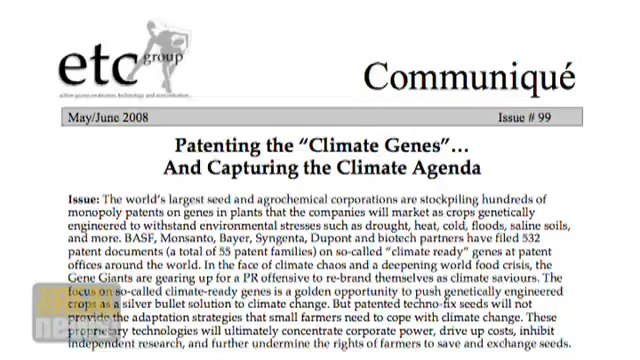 etc group
action group on erosion, technology and concentration
Communiqué
May/June 2008 Issue # 99
Patenting the “Climate Genes”…
And Capturing the Climate Agenda
Issue: The world’s largest seed and agrochemical corporations are stockpiling hundreds of
monopoly patents on genes in plants that the companies will market as crops genetically
engineered to withstand environmental stresses such as drought, heat, cold, floods, saline soils,
and more. BASF, Monsanto, Bayer, Syngenta, Dupont and biotech partners have filed 532
patent documents (a total of 55 patent families) on so-called “climate ready” genes at patent
offices around the world. In the face of climate chaos and a deepening world food crisis, the
Gene Giants are gearing up for a PR offensive to re-brand themselves as climate saviours. The
focus on so-called climate-ready genes is a golden opportunity to push genetically engineered
crops as a silver bullet solution to climate change. But patented techno-fix seeds will not
provide the adaptation strategies that small farmers need to cope with climate change. These
proprietary technologies will ultimately concentrate corporate power, drive up costs, inhibit
independent research, and further undermine the rights of farmers to save and exchange seeds.
news